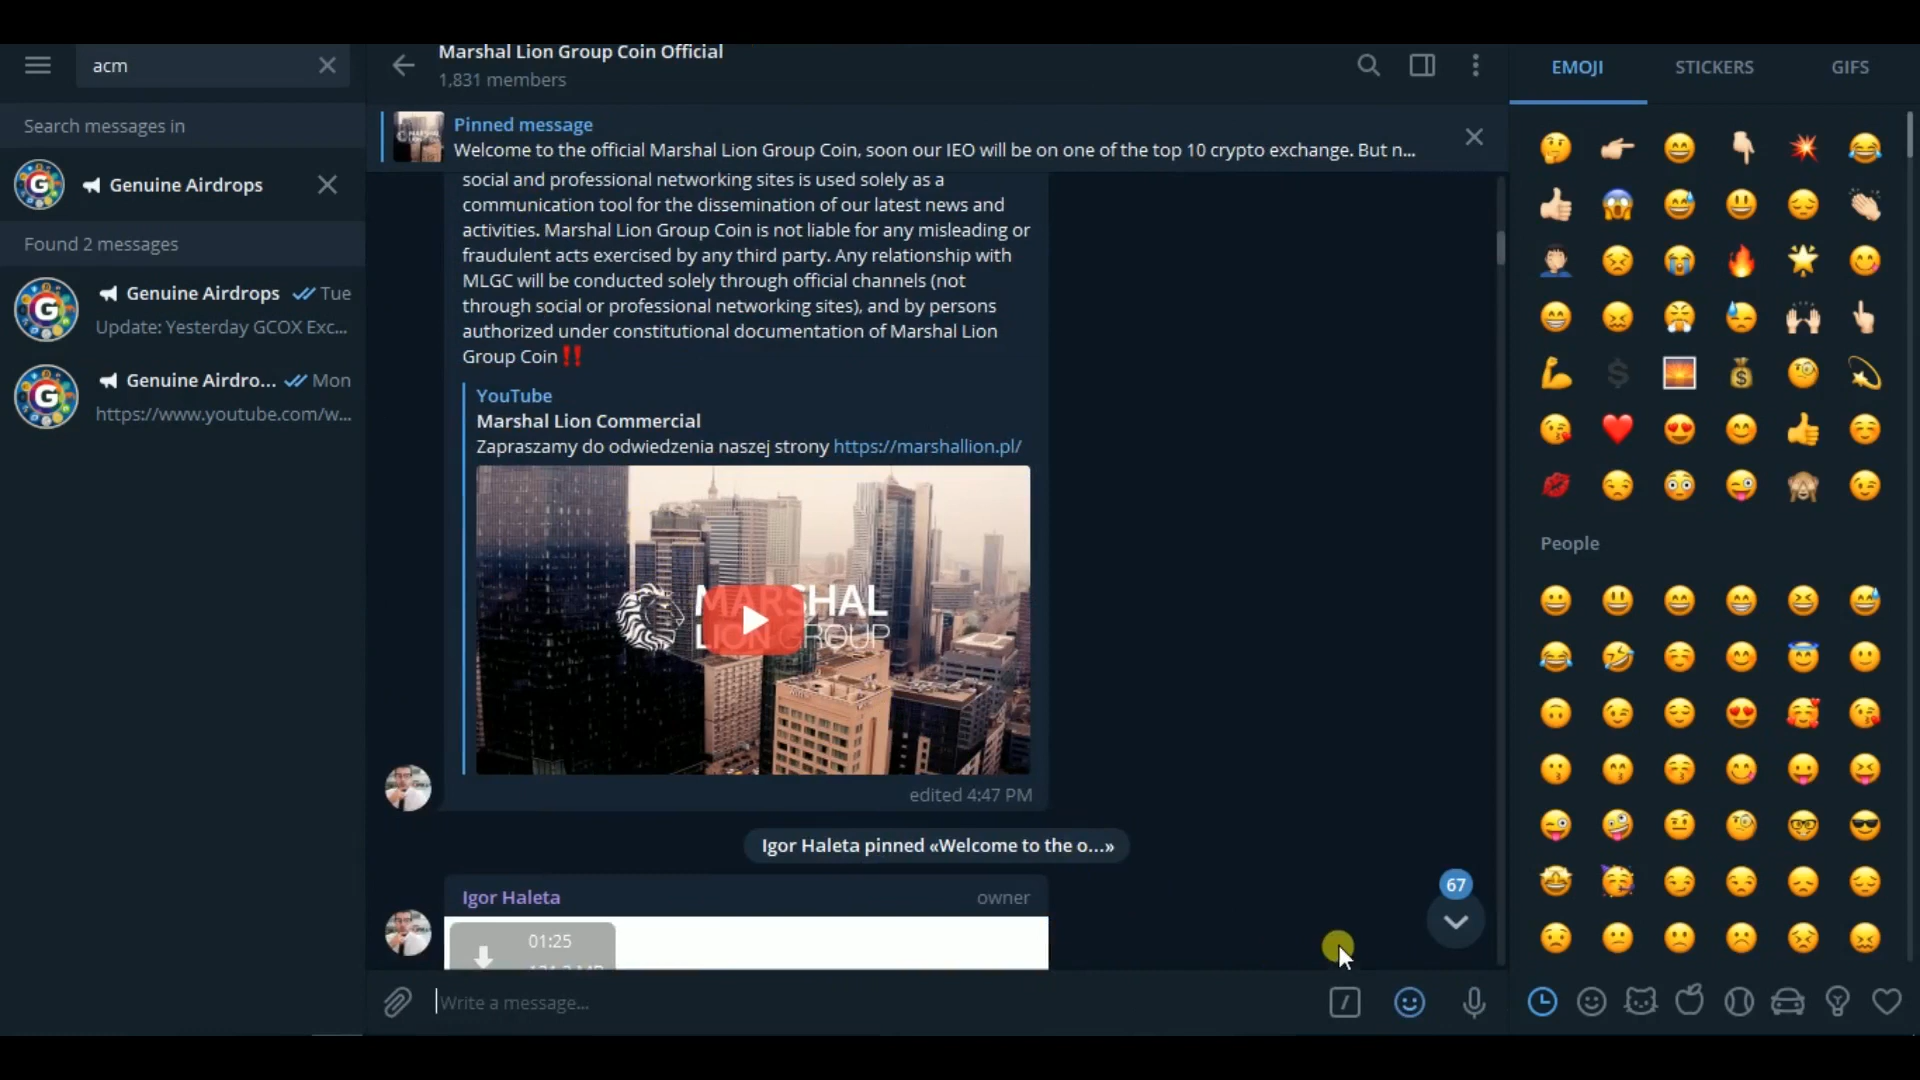 acm
Search messages in
Genuine Airdrops
Found 2 messages
Genuine Airdrops Tue
Update: Yesterday GCOX Exc...
Genuine Airdro... Mon
https://www.youtube.com/w...
Marshal Lion Group Coin Official
1,831 members
Pinned message
Welcome to the official Marshal Lion Group Coin, soon our IEO will be on one of the top 10 crypto exchange. But n...
social and professional networking sites is used solely as a
communication tool for the dissemination of our latest news and
activities. Marshal Lion Group Coin is not liable for any misleading or
fraudulent acts exercised by any third party. Any relationship with
MLGC will be conducted solely through official channels (not
through social or professional networking sites), and by persons
authorized under constitutional documentation of Marshal Lion
Group Coin‼️
YouTube
Marshal Lion Commercial
Zapraszamy do odwiedzenia naszej strony https://marshallion.pl/
MARSHAL
LION GROUP
edited 4:47 PM
Igor Haleta pinned «Welcome to the o...»
Igor Haleta owner
01:25
67
Write a message...
EMOJI STICKERS GIFS
People